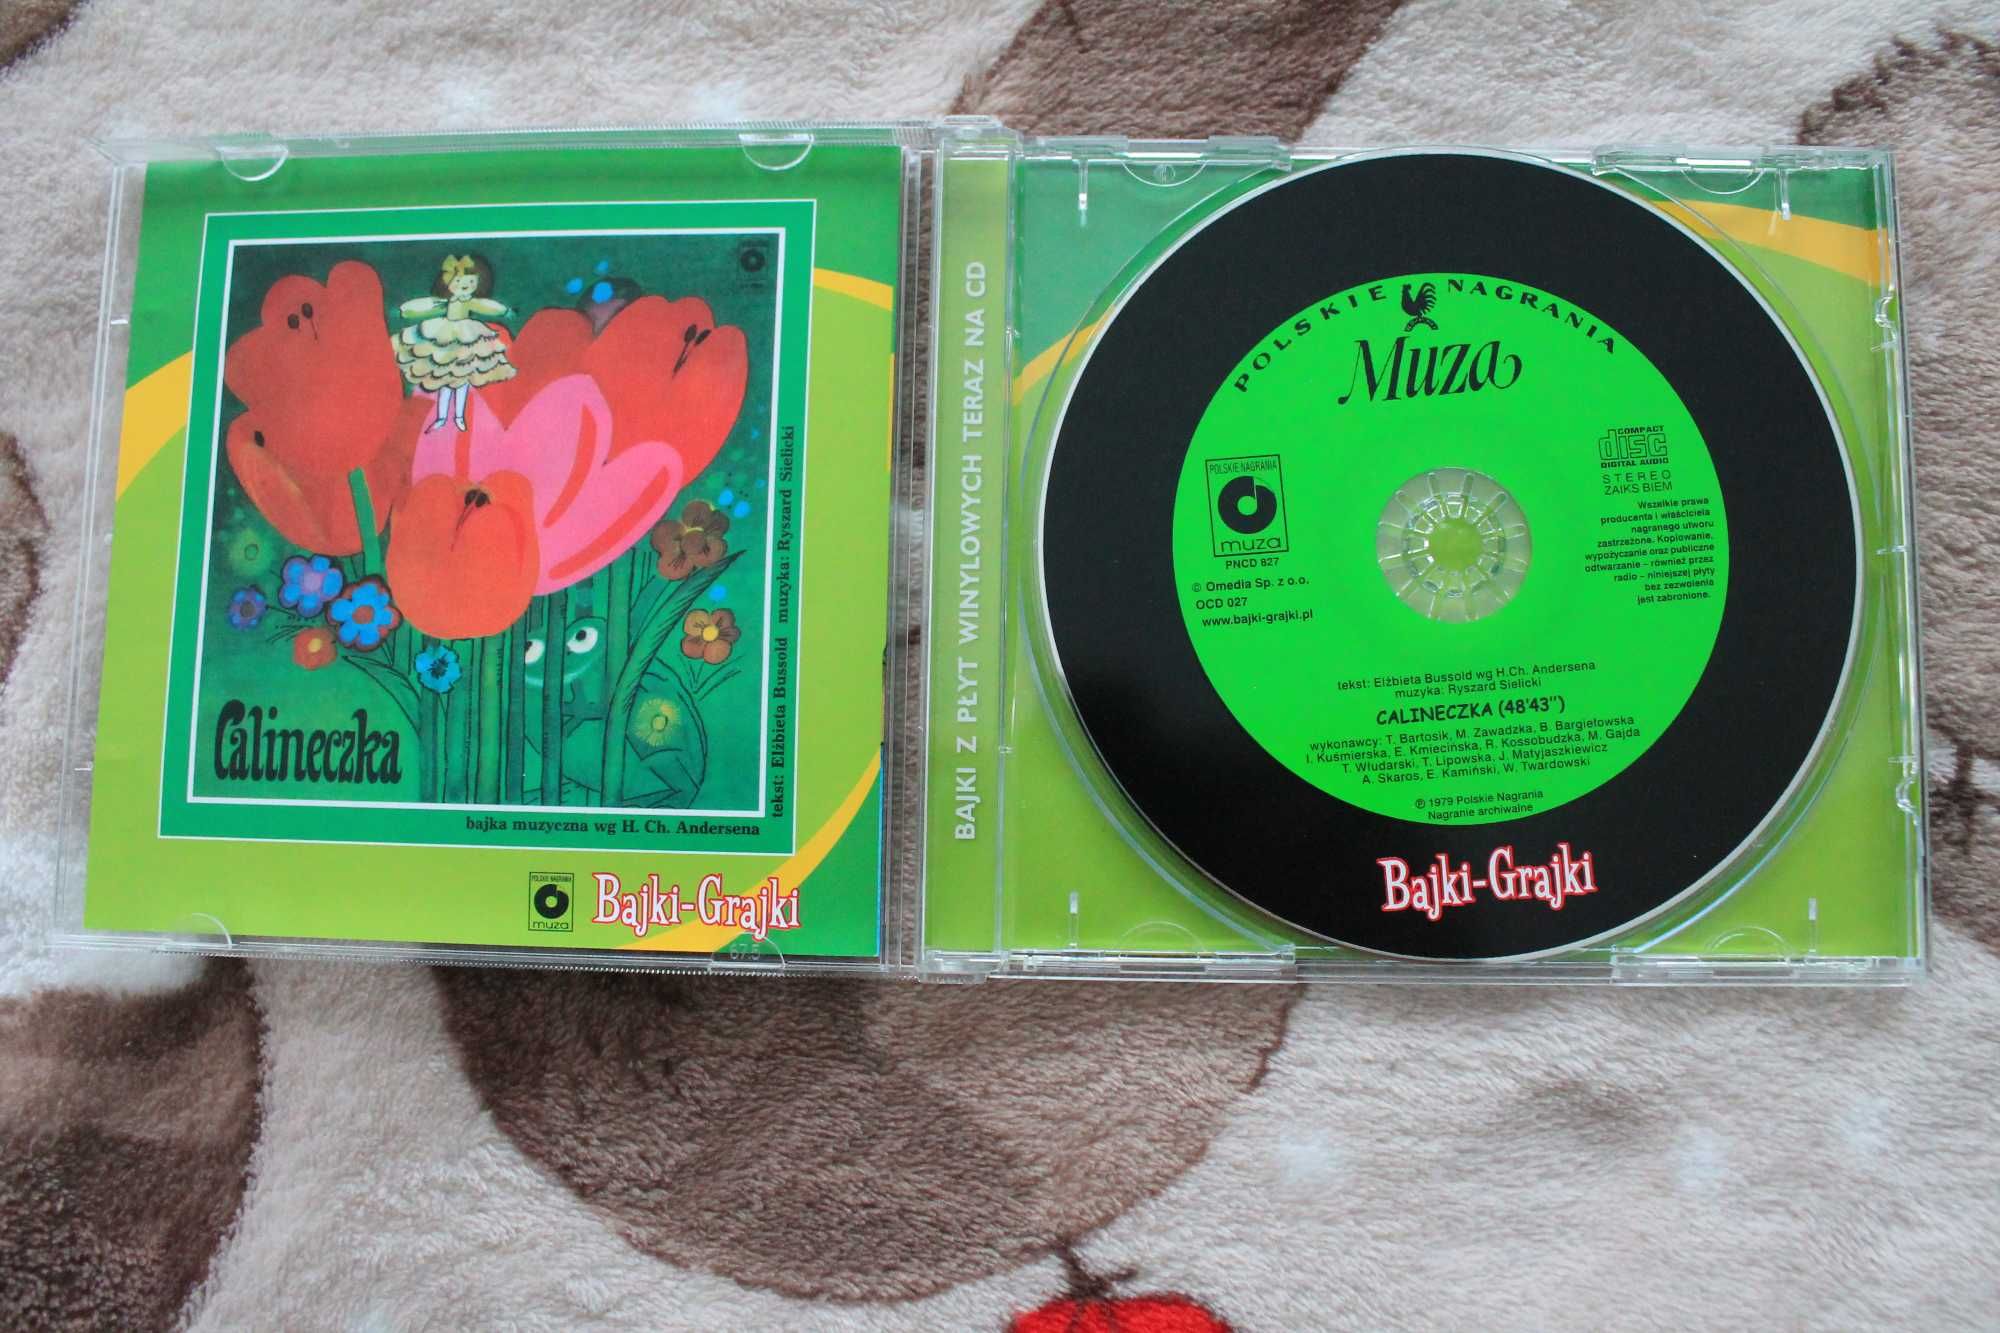 Calineczka
bajka muzyczna wg H. Ch. Andersena
tekst: Elżbieta Bussold muzyka: Ryszard Sielicki
POLSKIE NAGRANIA
muza
Bajki-Grajki
67.5
BAJKI Z PŁYT WINYLOWYCH TERAZ NA CD
POLSKIE NAGRANIA
Muza
POLSKIE NAGRANIA
muza
PNCD 827
© Omedia Sp. z o.o.
OCD 027
www.bajki-grajki.pl
COMPACT
disc
DIGITAL AUDIO
STEREO
ZAIKS BIEM
Wszelkie prawa
producenta i właściciela
nagranego utworu
zastrzeżone. Kopiowanie,
wypożyczanie oraz publiczne
odtwarzanie - również przez
radio - niniejszej płyty
bez zezwolenia
jest zabronione.
tekst: Elżbieta Bussold wg H.Ch. Andersena
muzyka: Ryszard Sielicki
CALINECZKA (48'43")
wykonawcy: T. Bartosik, M. Zawadzka, B. Bargiełowska
I. Kuśmierska, E. Kmiecińska, R. Kossobudzka, M. Gajda
T. Włudarski, T. Lipowska, J. Matyjaszkiewicz
A. Skaros, E. Kamiński, W. Twardowski
℗ 1979 Polskie Nagrania
Nagranie archiwalne
Bajki-Grajki